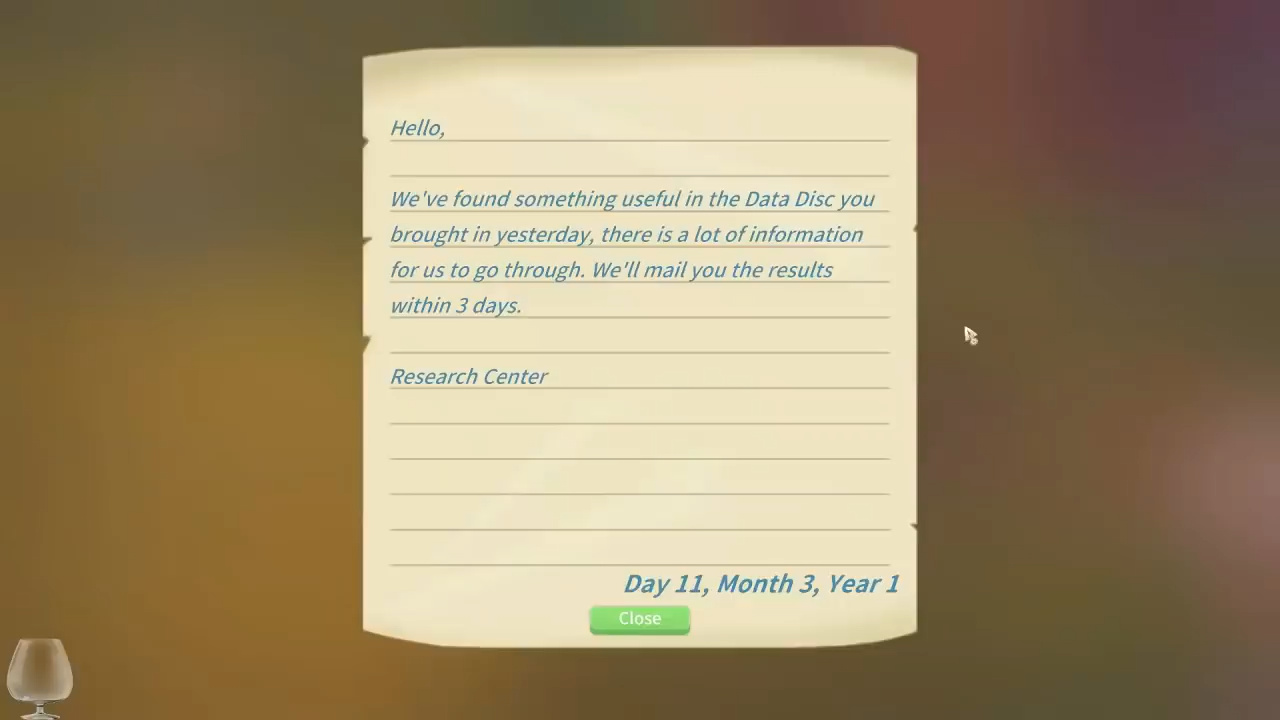 Hello,
We've found something useful in the Data Disc you
brought in yesterday, there is a lot of information
for us to go through. We'll mail you the results
within 3 days.
Research Center
Day 11, Month 3, Year 1
Close